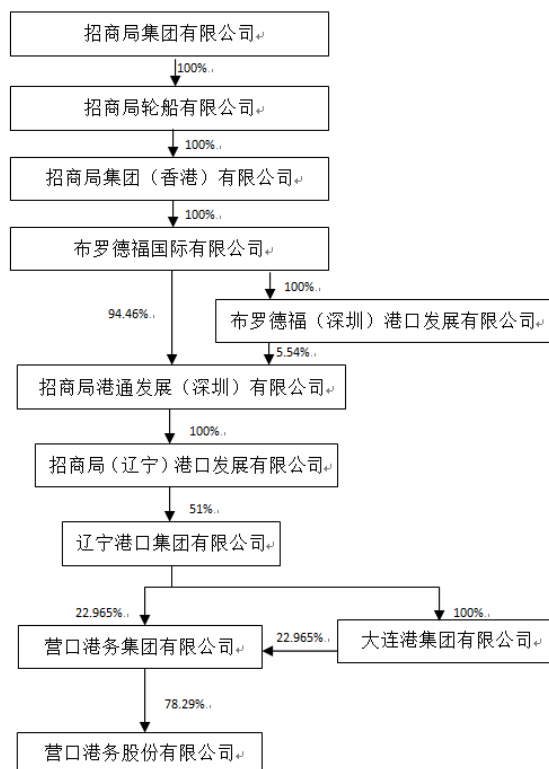 招商局集团有限公司
100%
招商局轮船有限公司
100%
招商局集团（香港）有限公司
100%
布罗德福国际有限公司
100%
94.46%
布罗德福（深圳）港口发展有限公司
5.54%
招商局港通发展（深圳）有限公司
100%
招商局（辽宁）港口发展有限公司
51%
辽宁港口集团有限公司
22.965%
100%
营口港务集团有限公司
22.965%
大连港集团有限公司
78.29%
营口港务股份有限公司